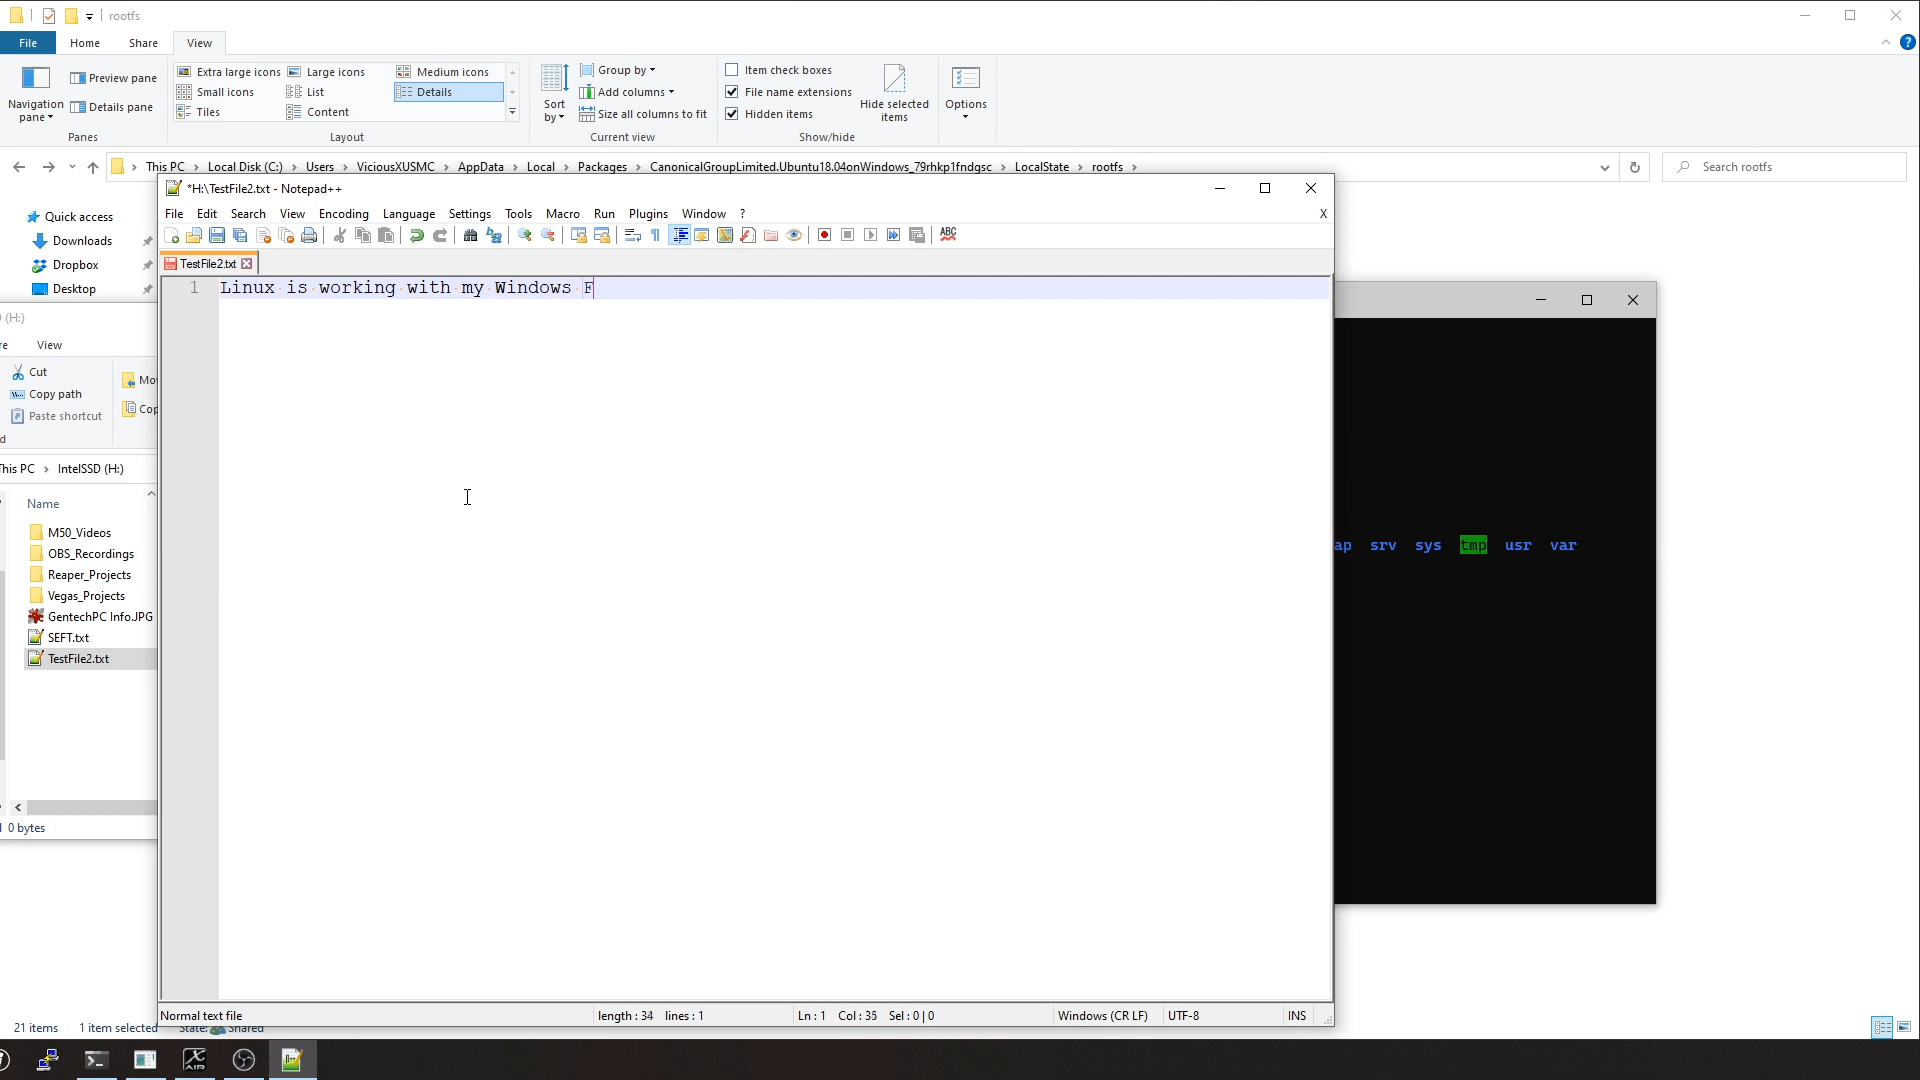 rootfs
File Home Share View
Navigation pane
Preview pane
Details pane
Panes
Extra large icons Large icons Medium icons
Small icons List Details
Tiles Content
Layout
Sort by
Group by
Add columns
Size all columns to fit
Current view
Item check boxes
File name extensions
Hidden items
Hide selected items
Show/hide
Options
This PC › Local Disk (C:) › Users › ViciousXUSMC › AppData › Local › Packages › CanonicalGroupLimited.Ubuntu18.04onWindows_79rhkp1fndgsc › LocalState › rootfs ›
Search rootfs
Quick access
Downloads
Dropbox
Desktop
(H:)
re View
Cut
Copy path
Paste shortcut
Mov
Cop
d
This PC › IntelSSD (H:)
Name
M50_Videos
OBS_Recordings
Reaper_Projects
Vegas_Projects
GentechPC Info.JPG
SEFT.txt
TestFile2.txt
0 bytes
*H:\TestFile2.txt - Notepad++
File Edit Search View Encoding Language Settings Tools Macro Run Plugins Window ? X
ABC
TestFile2.txt
1 Linux is working with my Windows F
Normal text file length : 34 lines : 1 Ln : 1 Col : 35 Sel : 0 | 0 Windows (CR LF) UTF-8 INS
ap srv sys tmp usr var
21 items 1 item selected State: Shared
X AIR